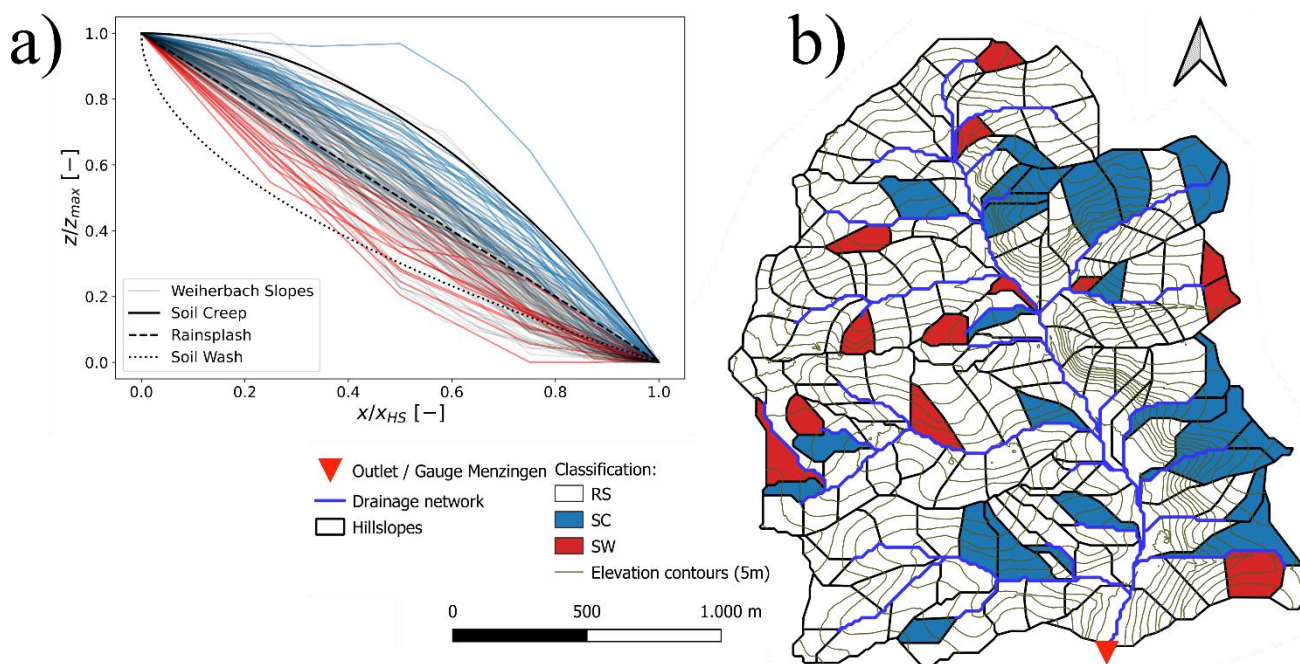 a)
1.0
0.8
0.6
0.4
0.2
0.0
z/z_max [−]
Weiherbach Slopes
Soil Creep
Rainsplash
Soil Wash
0.0 0.2 0.4 0.6 0.8 1.0
x/x_HS [−]
b)
Outlet / Gauge Menzingen
Drainage network
Hillslopes
Classification:
RS
SC
SW
Elevation contours (5m)
0 500 1.000 m